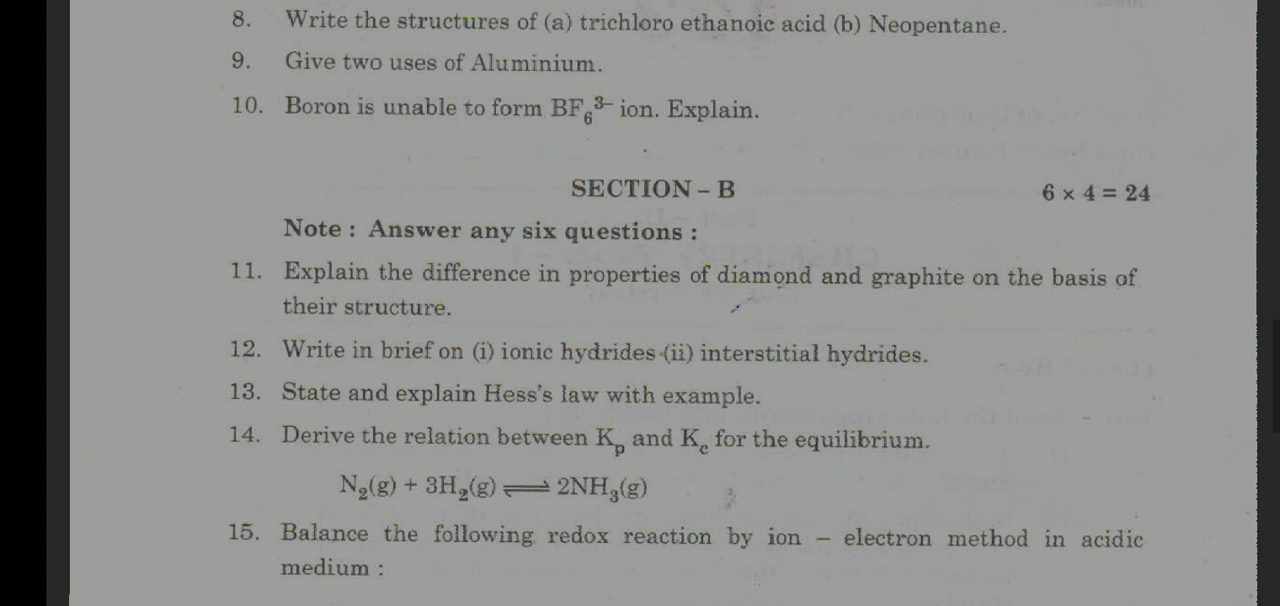 8. Write the structures of (a) trichloro ethanoic acid (b) Neopentane.
9. Give two uses of Aluminium.
10. Boron is unable to form BF₆³⁻ ion. Explain.
SECTION – B 6 × 4 = 24
Note : Answer any six questions :
11. Explain the difference in properties of diamond and graphite on the basis of
their structure.
12. Write in brief on (i) ionic hydrides (ii) interstitial hydrides.
13. State and explain Hess's law with example.
14. Derive the relation between Kₚ and K꜀ for the equilibrium.
N₂(g) + 3H₂(g) ⇌ 2NH₃(g)
15. Balance the following redox reaction by ion – electron method in acidic
medium :